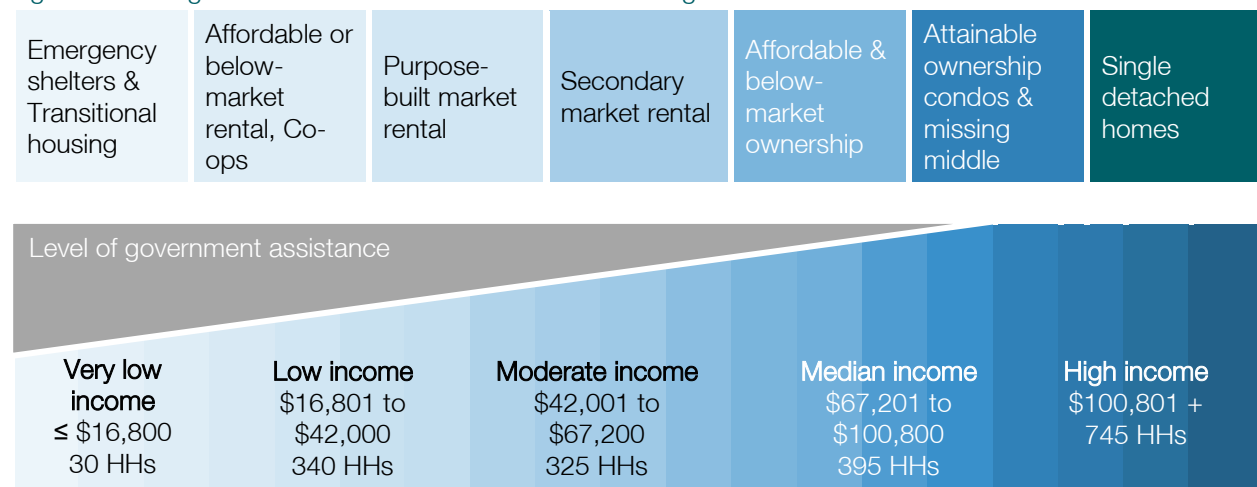 Emergency
shelters &
Transitional
housing
Affordable or
below-
market
rental, Co-
ops
Purpose-
built market
rental
Secondary
market rental
Affordable &
below-
market
ownership
Attainable
ownership
condos &
missing
middle
Single
detached
homes
Level of government assistance
Very low
income
≤ $16,800
30 HHs
Low income
$16,801 to
$42,000
340 HHs
Moderate income
$42,001 to
$67,200
325 HHs
Median income
$67,201 to
$100,800
395 HHs
High income
$100,801 +
745 HHs